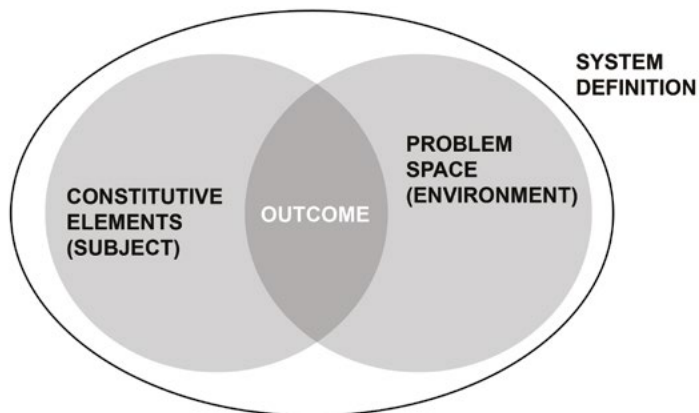 SYSTEM
DEFINITION
PROBLEM
SPACE
(ENVIRONMENT)
CONSTITUTIVE
ELEMENTS
(SUBJECT)
OUTCOME